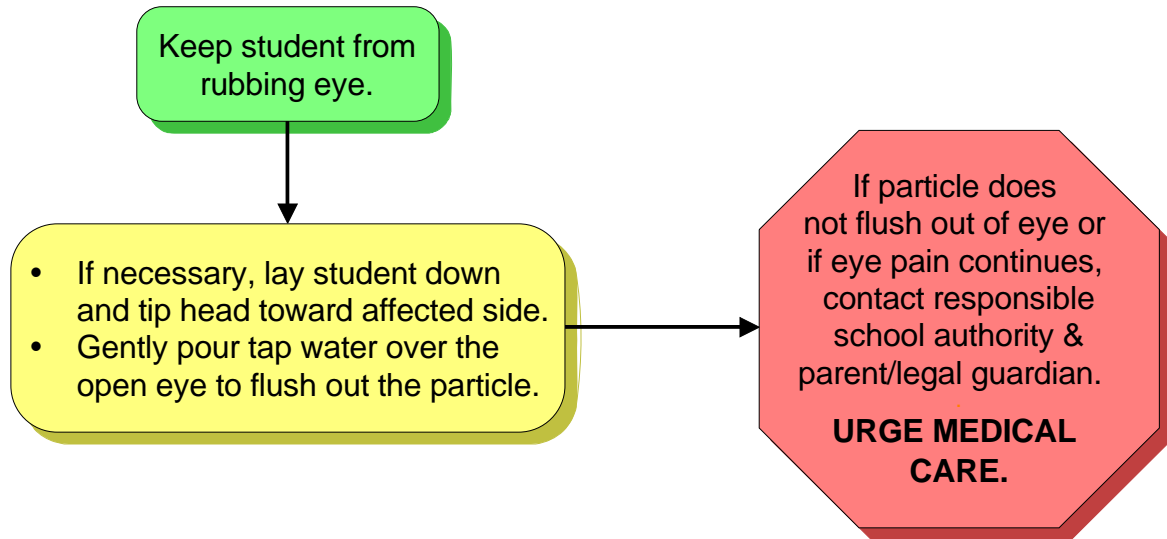 Keep student from
rubbing eye.
• If necessary, lay student down
and tip head toward affected side.
• Gently pour tap water over the
open eye to flush out the particle.
If particle does
not flush out of eye or
if eye pain continues,
contact responsible
school authority &
parent/legal guardian.
URGE MEDICAL
CARE.